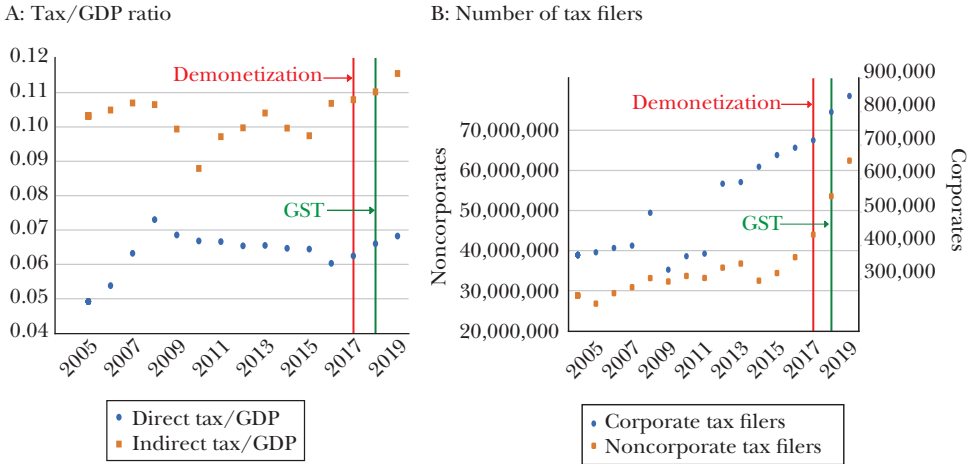 A: Tax/GDP ratio
0.12
0.11
0.10
0.09
0.08
0.07
0.06
0.05
0.04
Demonetization
GST
2005 2007 2009 2011 2013 2015 2017 2019
Direct tax/GDP
Indirect tax/GDP
B: Number of tax filers
Noncorporates
70,000,000
60,000,000
50,000,000
40,000,000
30,000,000
20,000,000
Demonetization
GST
900,000
800,000
700,000
600,000
500,000
400,000
300,000
Corporates
2005 2007 2009 2011 2013 2015 2017 2019
Corporate tax filers
Noncorporate tax filers